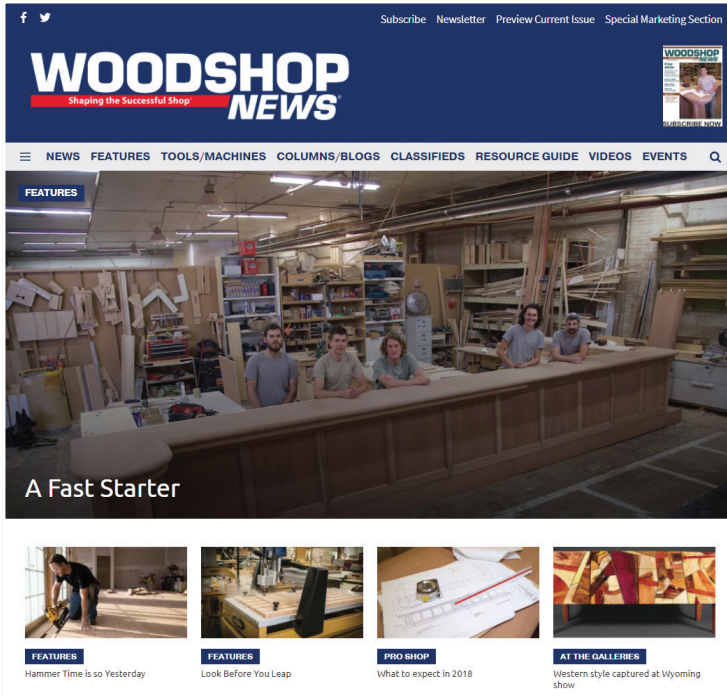 Subscribe Newsletter Preview Current Issue Special Marketing Section
WOODSHOP
NEWS
Shaping the Successful Shop
WOODSHOP
NEWS
SUBSCRIBE NOW
NEWS FEATURES TOOLS/MACHINES COLUMNS/BLOGS CLASSIFIEDS RESOURCE GUIDE VIDEOS EVENTS
FEATURES
A Fast Starter
FEATURES
Hammer Time is so Yesterday
FEATURES
Look Before You Leap
PRO SHOP
What to expect in 2018
AT THE GALLERIES
Western style captured at Wyoming
show